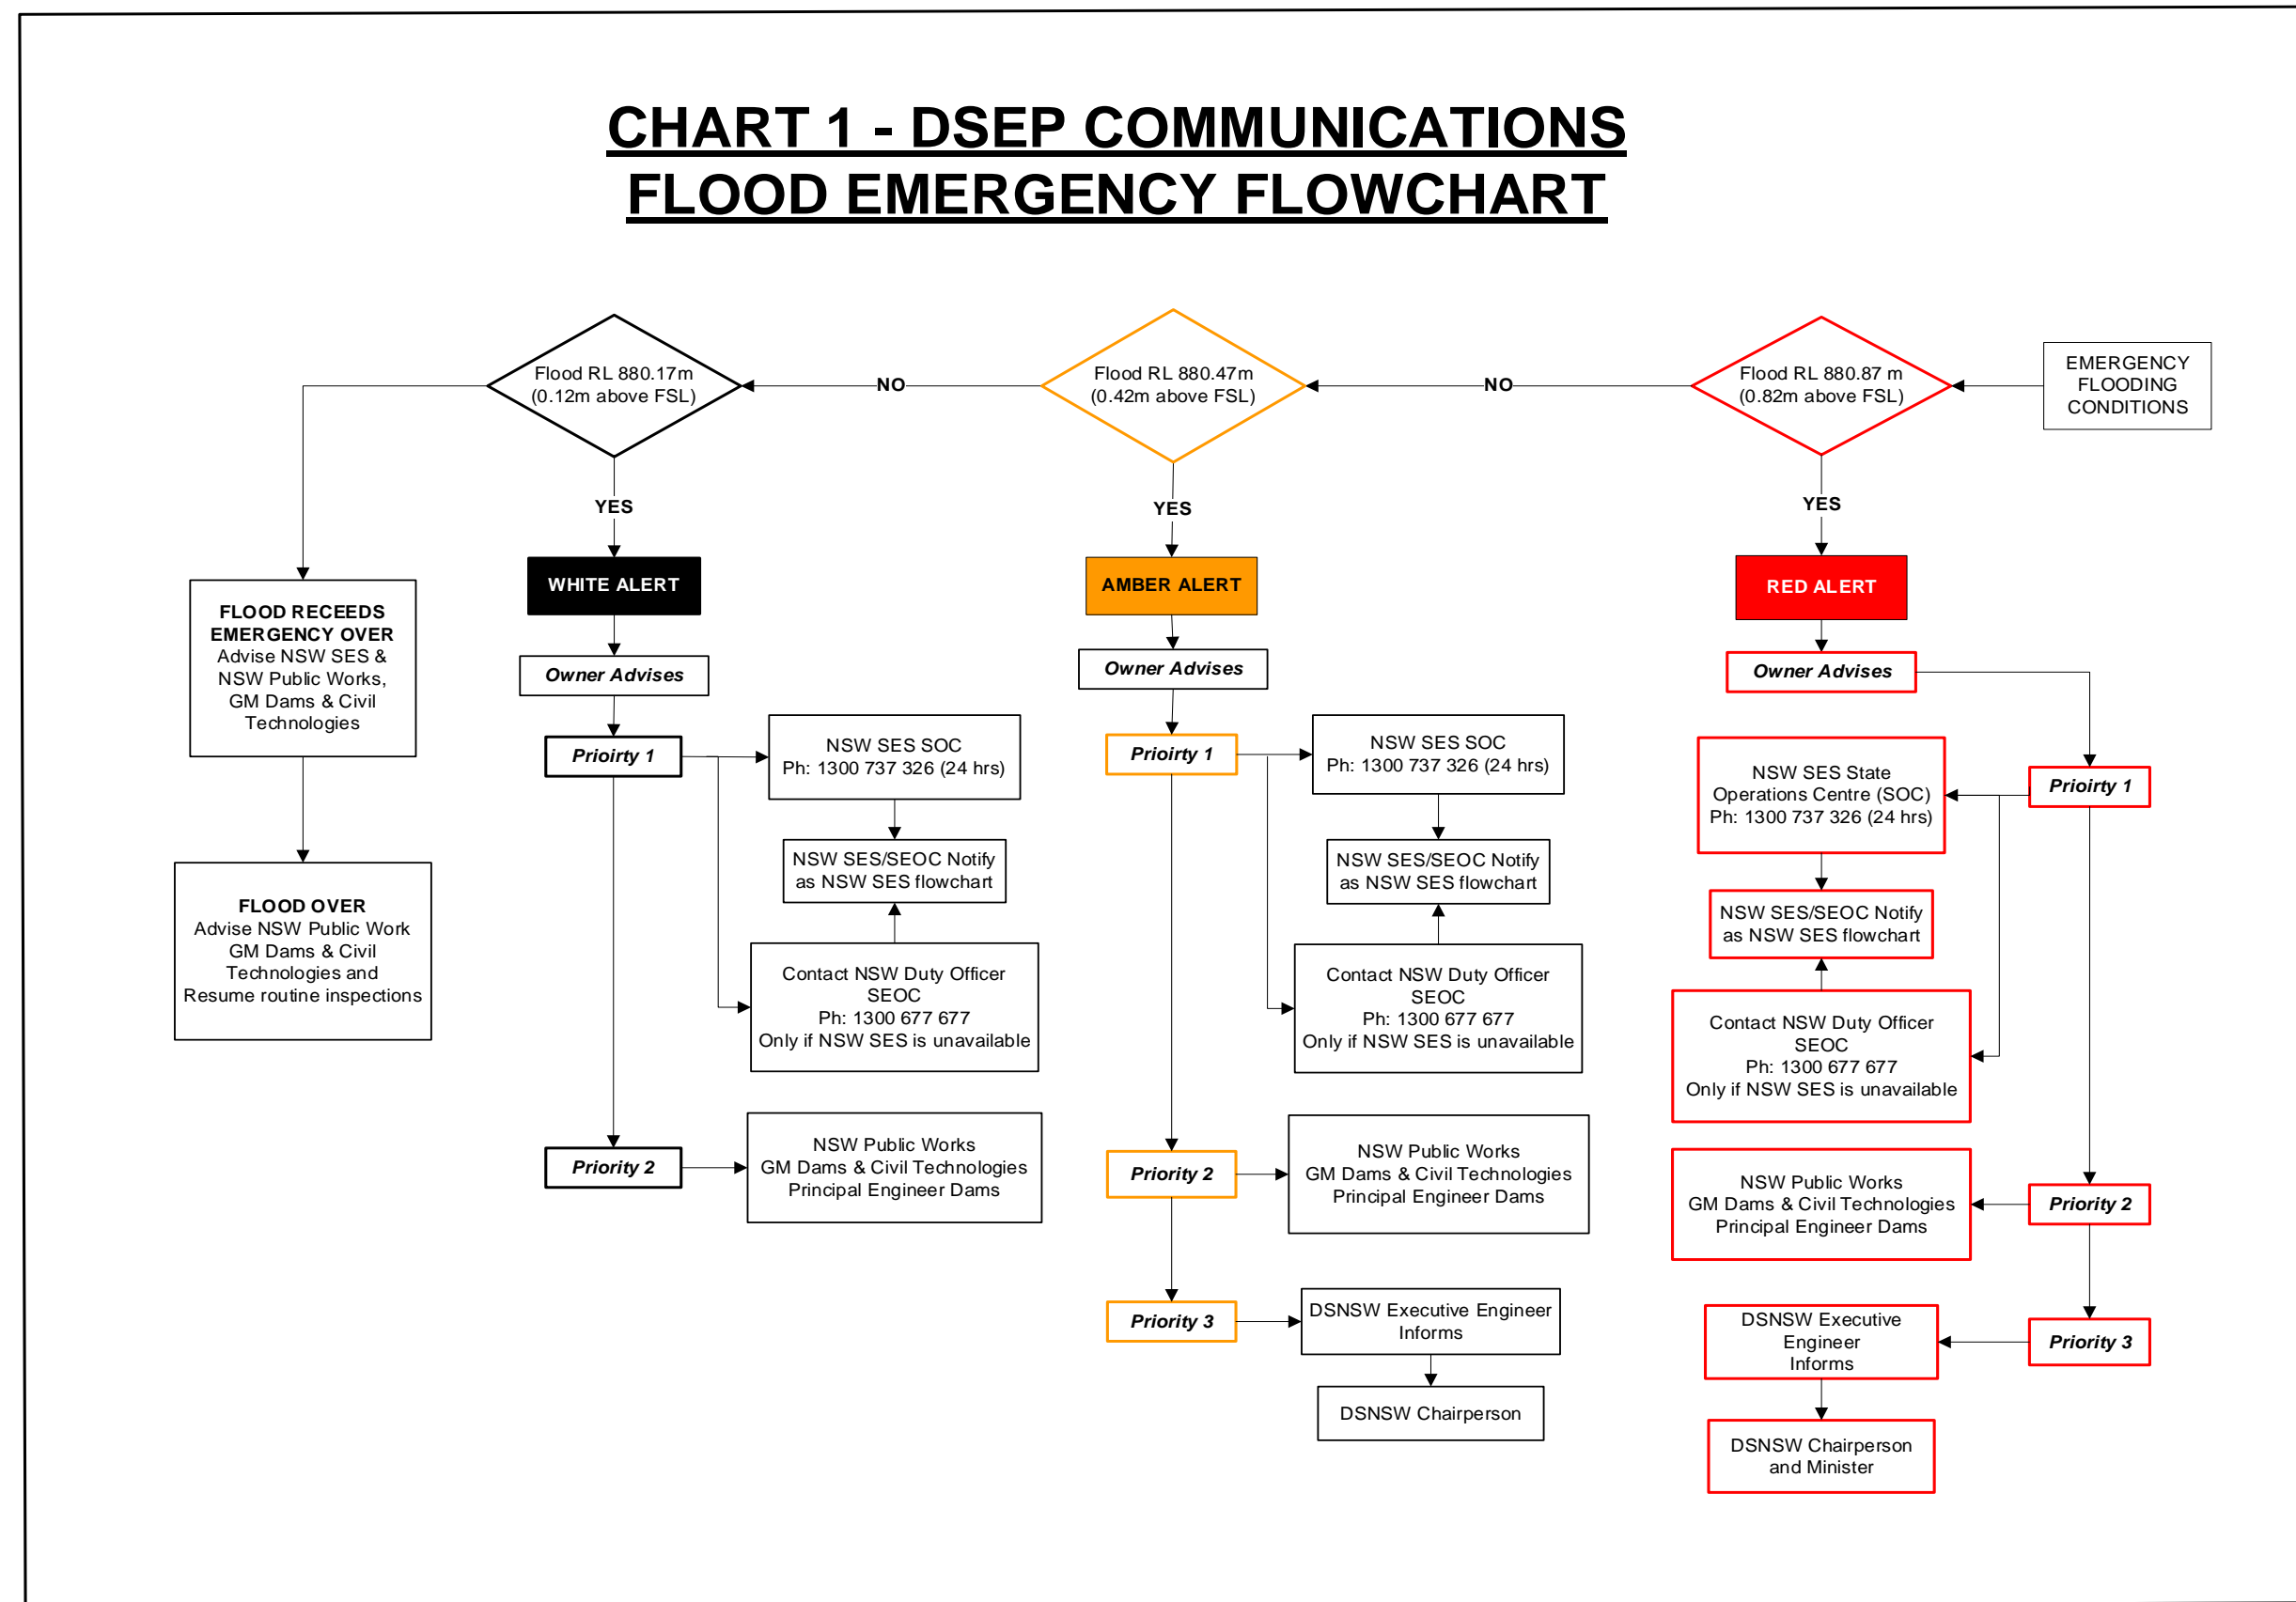 CHART 1 - DSEP COMMUNICATIONS
FLOOD EMERGENCY FLOWCHART
Flood RL 880.17m
(0.12m above FSL)
NO
Flood RL 880.47m
(0.42m above FSL)
NO
Flood RL 880.87 m
(0.82m above FSL)
EMERGENCY
FLOODING
CONDITIONS
YES
YES
YES
FLOOD RECEEDS
EMERGENCY OVER
Advise NSW SES &
NSW Public Works,
GM Dams & Civil
Technologies
FLOOD OVER
Advise NSW Public Work
GM Dams & Civil
Technologies and
Resume routine inspections
WHITE ALERT
Owner Advises
Prioirty 1
NSW SES SOC
Ph: 1300 737 326 (24 hrs)
NSW SES/SEOC Notify
as NSW SES flowchart
Contact NSW Duty Officer
SEOC
Ph: 1300 677 677
Only if NSW SES is unavailable
Priority 2
NSW Public Works
GM Dams & Civil Technologies
Principal Engineer Dams
AMBER ALERT
Owner Advises
Prioirty 1
NSW SES SOC
Ph: 1300 737 326 (24 hrs)
NSW SES/SEOC Notify
as NSW SES flowchart
Contact NSW Duty Officer
SEOC
Ph: 1300 677 677
Only if NSW SES is unavailable
Priority 2
NSW Public Works
GM Dams & Civil Technologies
Principal Engineer Dams
Priority 3
DSNSW Executive Engineer
Informs
DSNSW Chairperson
RED ALERT
Owner Advises
Prioirty 1
NSW SES State
Operations Centre (SOC)
Ph: 1300 737 326 (24 hrs)
NSW SES/SEOC Notify
as NSW SES flowchart
Contact NSW Duty Officer
SEOC
Ph: 1300 677 677
Only if NSW SES is unavailable
Priority 2
NSW Public Works
GM Dams & Civil Technologies
Principal Engineer Dams
Priority 3
DSNSW Executive
Engineer
Informs
DSNSW Chairperson
and Minister